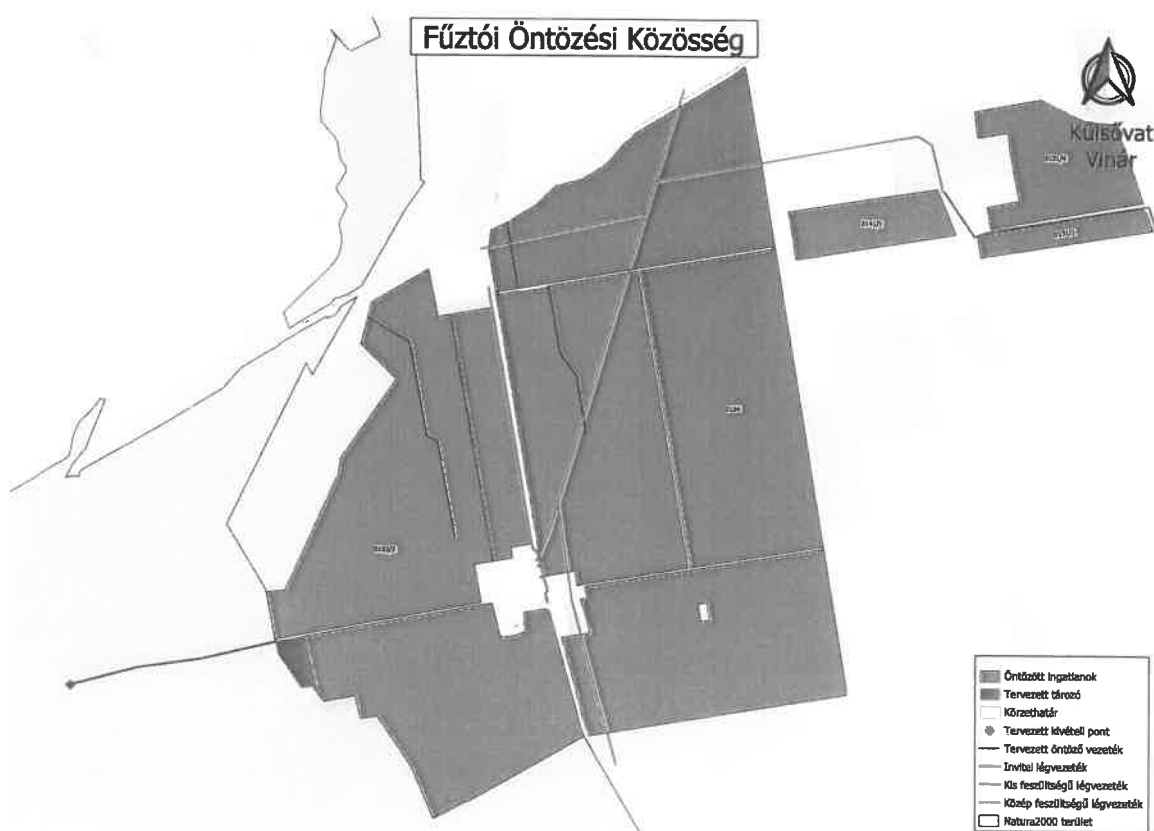 Fűztói Öntözési Közösség
Külsővat
Vinár
Öntözött ingatlanok
Tervezett tározó
Körzethatár
Tervezett kivételi pont
Tervezett öntöző vezeték
Invitel légvezeték
Kis feszültségű légvezeték
Közép feszültségű légvezeték
Natura2000 terület